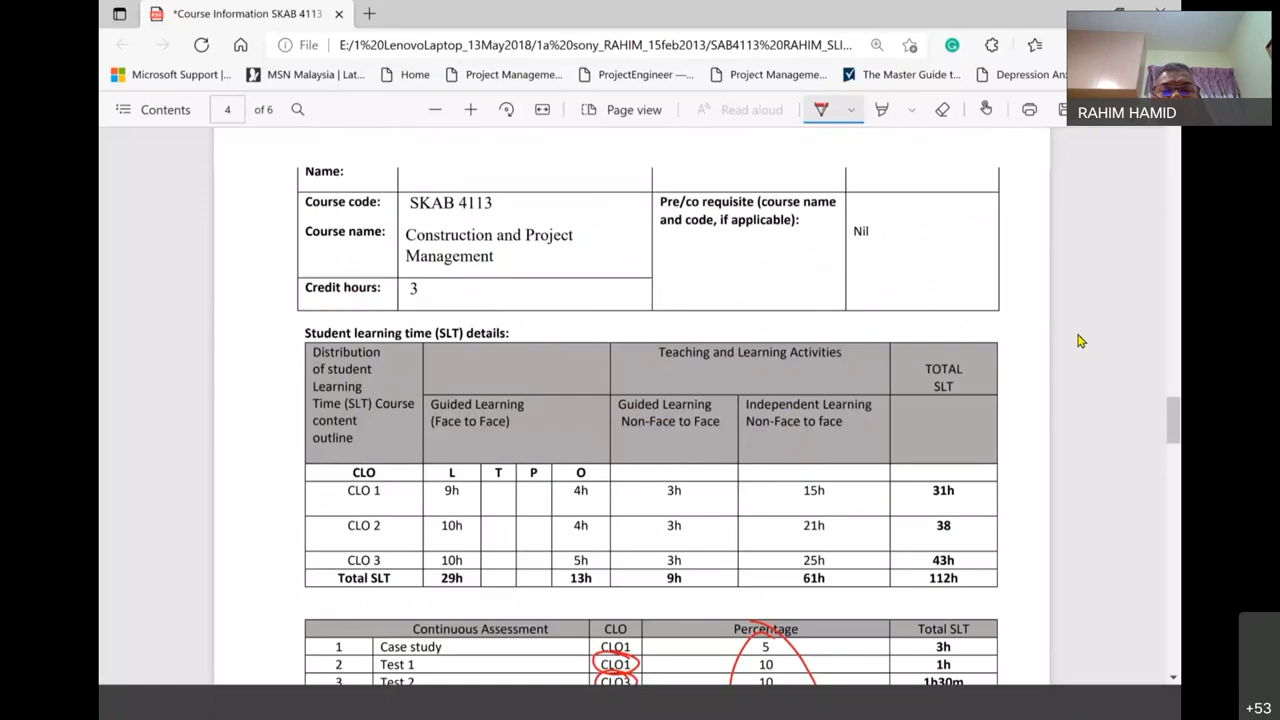 *Course Information SKAB 4113
File
E:/1%20LenovoLaptop_13May2018/1a%20sony_RAHIM_15feb2013/SAB4113%20RAHIM_SLI...
Microsoft Support |...
MSN Malaysia | Lat...
Home
Project Manageme...
ProjectEngineer —...
Project Manageme...
The Master Guide t...
Depression An
RAHIM HAMID
Contents
4
of 6
Page view
Read aloud
Name:
Course code:
SKAB 4113
Pre/co requisite (course name
and code, if applicable):
Nil
Course name:
Construction and Project
Management
Credit hours:
3
Student learning time (SLT) details:
Distribution
of student
Learning
Time (SLT) Course
content
outline
Teaching and Learning Activities
TOTAL
SLT
Guided Learning
(Face to Face)
Guided Learning
Non-Face to Face
Independent Learning
Non-Face to face
CLO L T P O
CLO 1 9h 4h 3h 15h 31h
CLO 2 10h 4h 3h 21h 38
CLO 3 10h 5h 3h 25h 43h
Total SLT 29h 13h 9h 61h 112h
Continuous Assessment CLO Percentage Total SLT
1 Case study CLO1 5 3h
2 Test 1 CLO1 10 1h
3 Test 2 CLO3 10 1h30m
+53